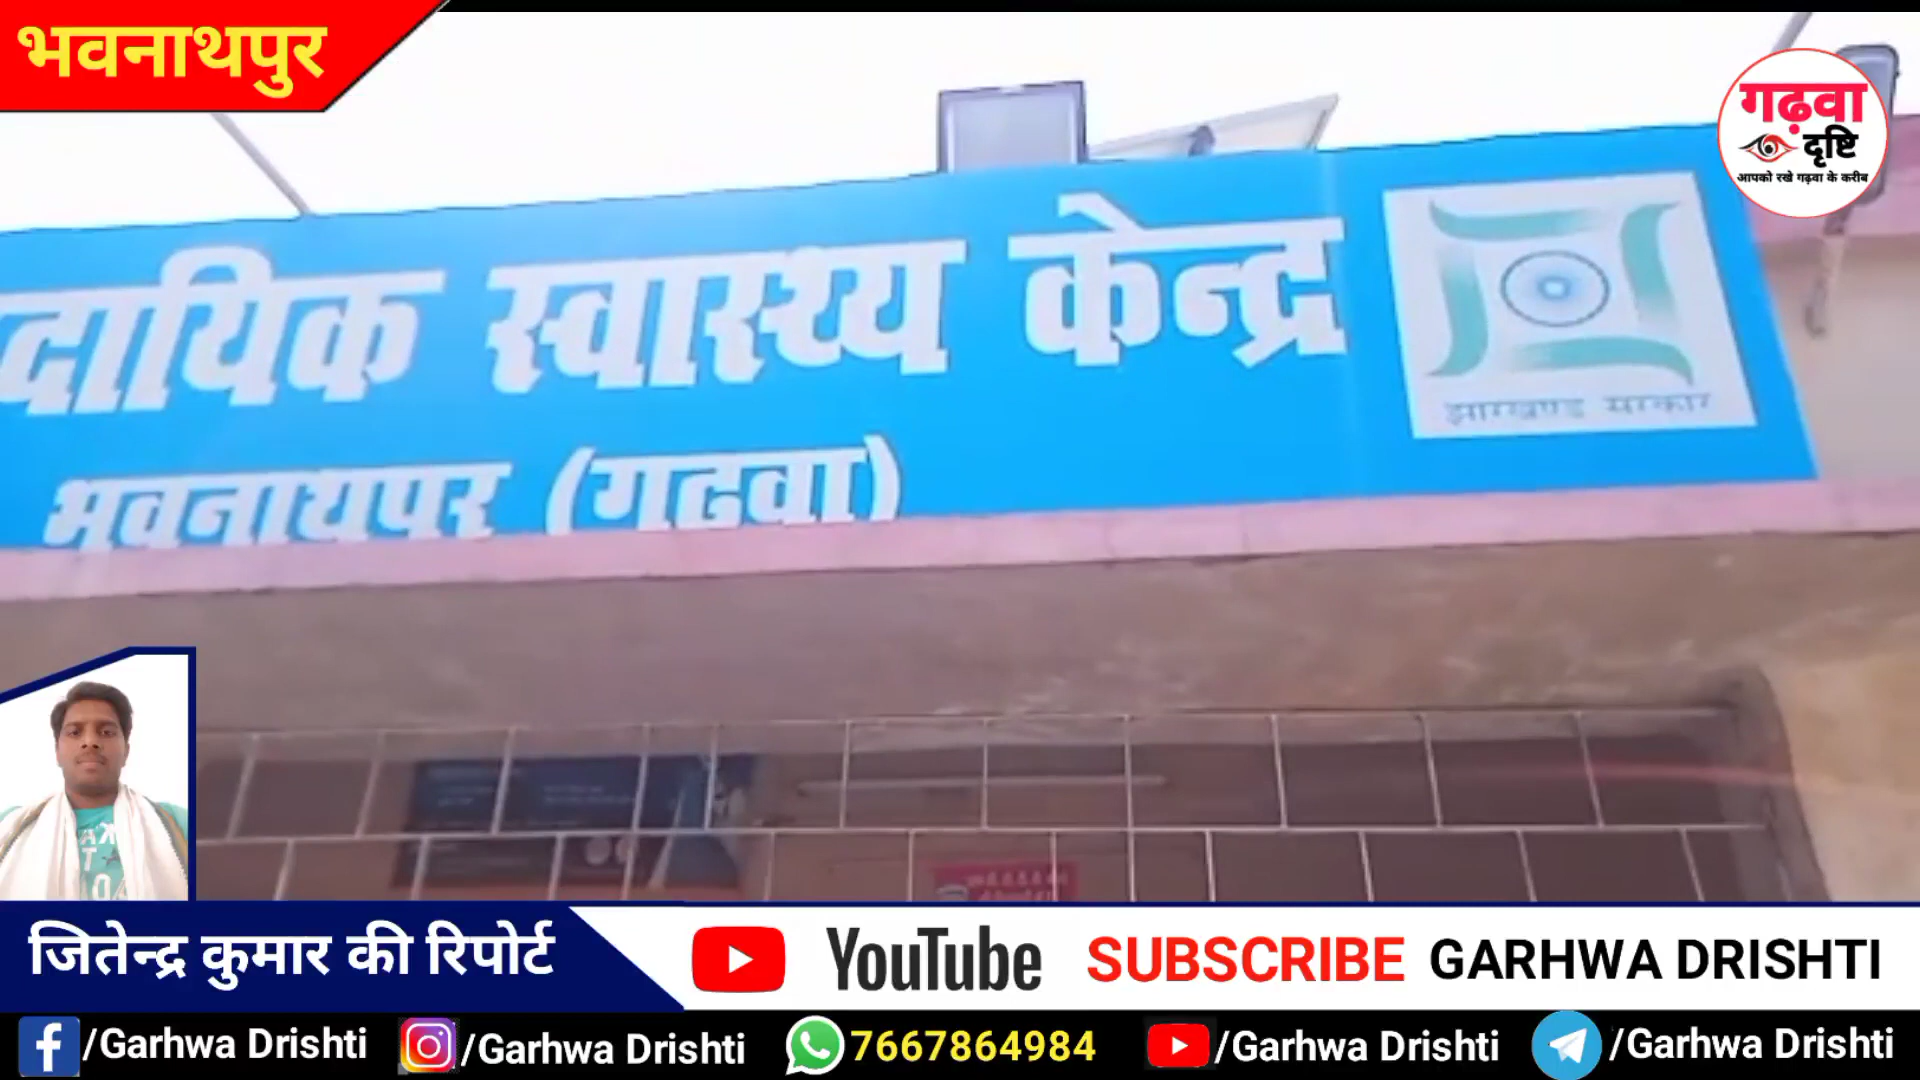 भवनाथपुर
गढ़वा
दृष्टि
आपको रखे गढ़वा के करीब
दायिक स्वास्थ्य केन्द्र
झारखण्ड सरकार
भवनाथपुर (गढवा)
जितेन्द्र कुमार की रिपोर्ट
YouTube SUBSCRIBE GARHWA DRISHTI
/Garhwa Drishti /Garhwa Drishti 7667864984 /Garhwa Drishti /Garhwa Drishti